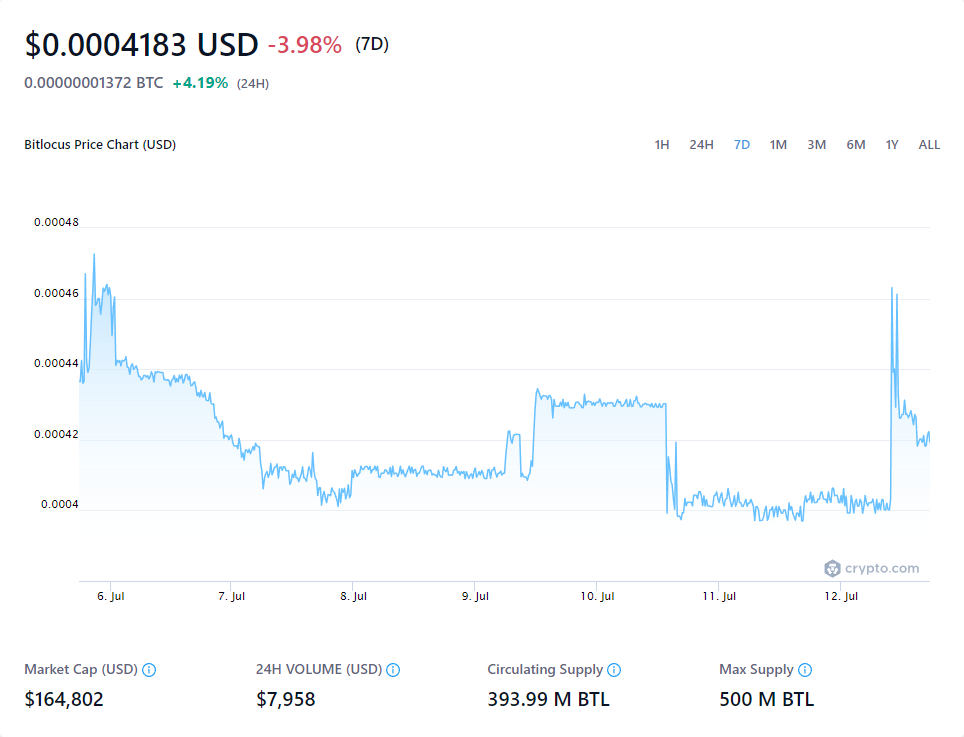 $0.0004183 USD -3.98% (7D)
0.00000001372 BTC +4.19% (24H)
Bitlocus Price Chart (USD) 1H 24H 7D 1M 3M 6M 1Y ALL
0.00048
0.00046
0.00044
0.00042
0.0004
crypto.com
6. Jul 7. Jul 8. Jul 9. Jul 10. Jul 11. Jul 12. Jul
Market Cap (USD) 24H VOLUME (USD) Circulating Supply Max Supply
$164,802 $7,958 393.99 M BTL 500 M BTL